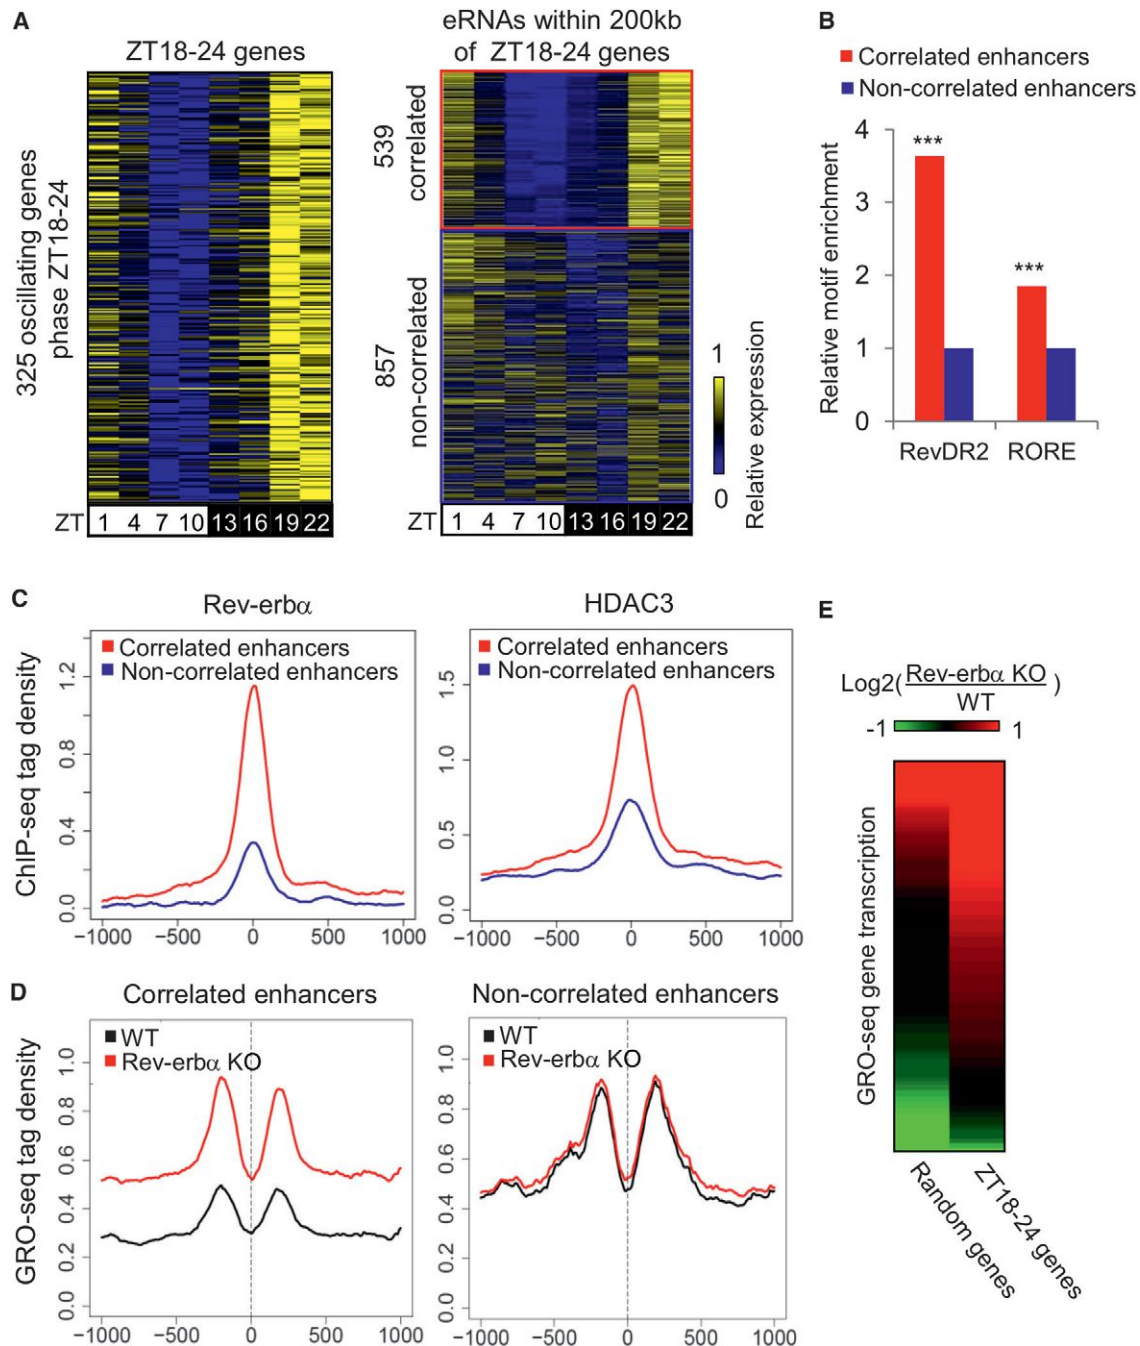 A
ZT18-24 genes
eRNAs within 200kb
of ZT18-24 genes
325 oscillating genes
phase ZT18-24
539
correlated
857
non-correlated
1
0
Relative expression
ZT 1 4 7 10 13 16 19 22
ZT 1 4 7 10 13 16 19 22
B
Correlated enhancers
Non-correlated enhancers
Relative motif enrichment
4
3
2
1
0
***
***
RevDR2 RORE
C
Rev-erbα
Correlated enhancers
Non-correlated enhancers
ChIP-seq tag density
1.2
0.8
0.4
0.0
−1000 −500 0 500 1000
HDAC3
Correlated enhancers
Non-correlated enhancers
1.5
1.0
0.5
0.0
−1000 −500 0 500 1000
D
Correlated enhancers
WT
Rev-erbα KO
GRO-seq tag density
1.0
0.8
0.6
0.4
0.2
0.0
−1000 −500 0 500 1000
Non-correlated enhancers
WT
Rev-erbα KO
1.0
0.8
0.6
0.4
0.2
0.0
−1000 −500 0 500 1000
E
Log2(Rev-erbα KO
WT)
-1 1
GRO-seq gene transcription
Random genes
ZT18-24 genes